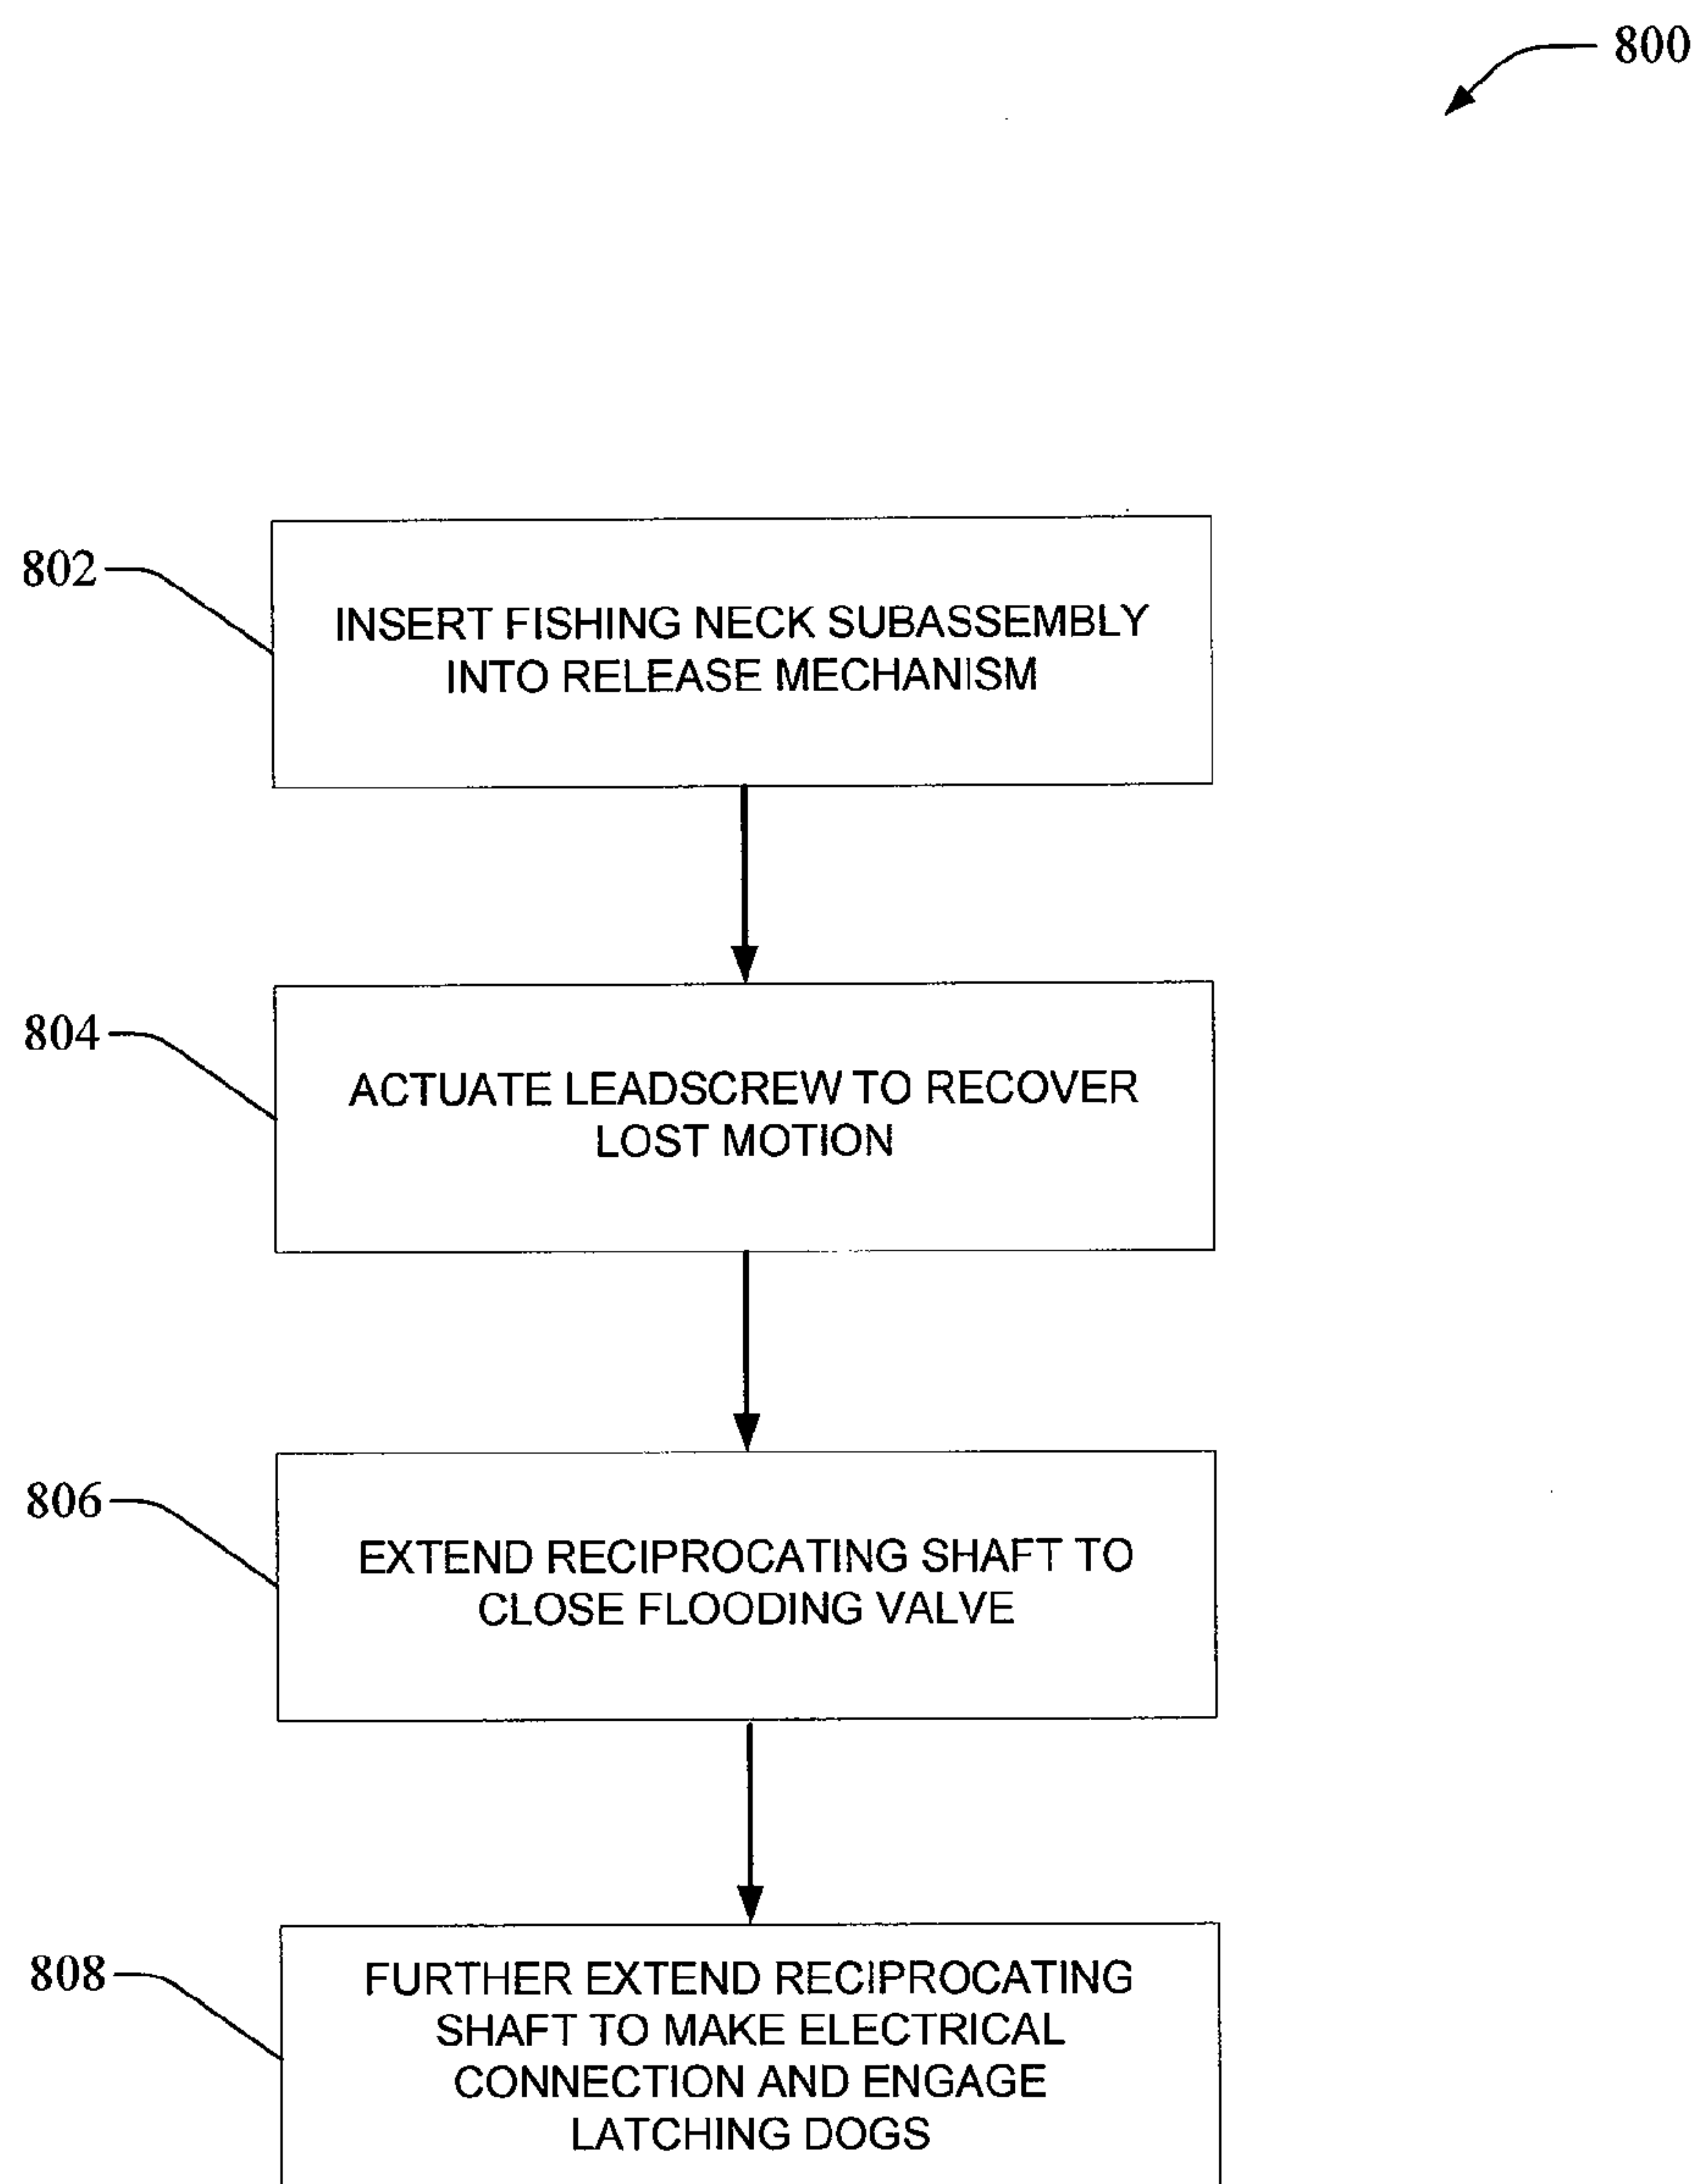 800
802
INSERT FISHING NECK SUBASSEMBLY
INTO RELEASE MECHANISM
804
ACTUATE LEADSCREW TO RECOVER
LOST MOTION
806
EXTEND RECIPROCATING SHAFT TO
CLOSE FLOODING VALVE
808
FURTHER EXTEND RECIPROCATING
SHAFT TO MAKE ELECTRICAL
CONNECTION AND ENGAGE
LATCHING DOGS